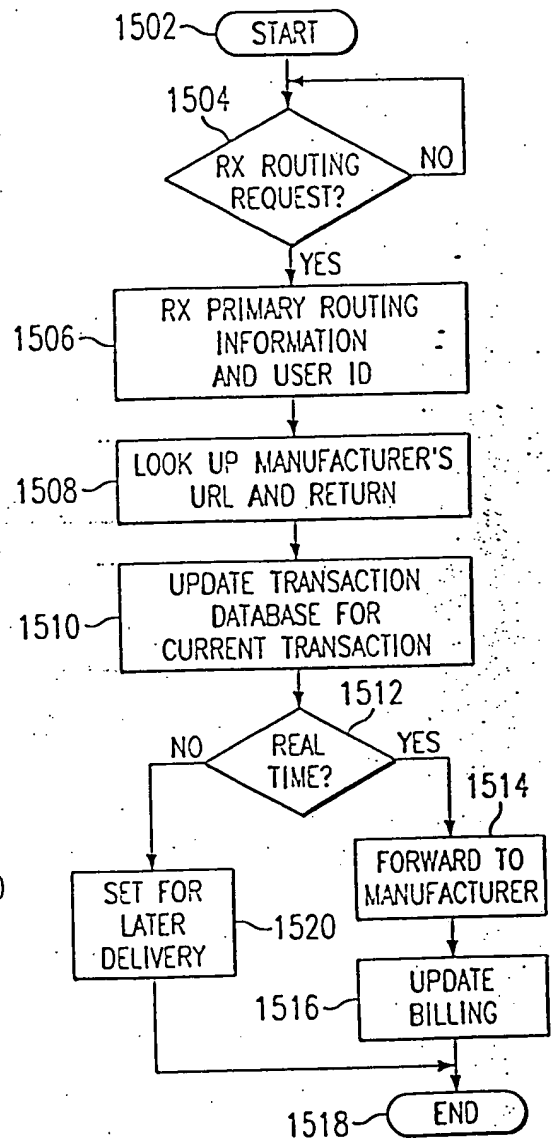 1502
START
1504
RX ROUTING
REQUEST?
NO
YES
1506
RX PRIMARY ROUTING
INFORMATION
AND USER ID
1508
LOOK UP MANUFACTURER'S
URL AND RETURN
1510
UPDATE TRANSACTION
DATABASE FOR
CURRENT TRANSACTION
1512
NO
REAL
TIME?
YES
1514
FORWARD TO
MANUFACTURER
SET FOR
LATER
DELIVERY
1520
1516
UPDATE
BILLING
1518
END